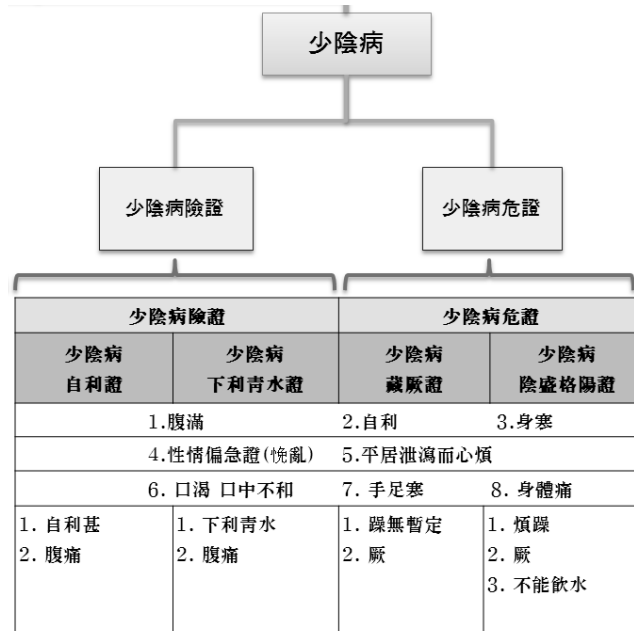 少陰病
少陰病險證
少陰病危證
少陰病險證 少陰病危證
少陰病 少陰病 少陰病 少陰病
自利證 下利靑水證 藏厥證 陰盛格陽證
1.腹滿 2.自利 3.身塞
4.性情偏急證(悗亂) 5.平居泄瀉而心煩
6. 口渴 口中不和 7. 手足塞 8. 身體痛
1. 自利甚
2. 腹痛
1. 下利靑水
2. 腹痛
1. 躁無暫定
2. 厥
1. 煩躁
2. 厥
3. 不能飮水